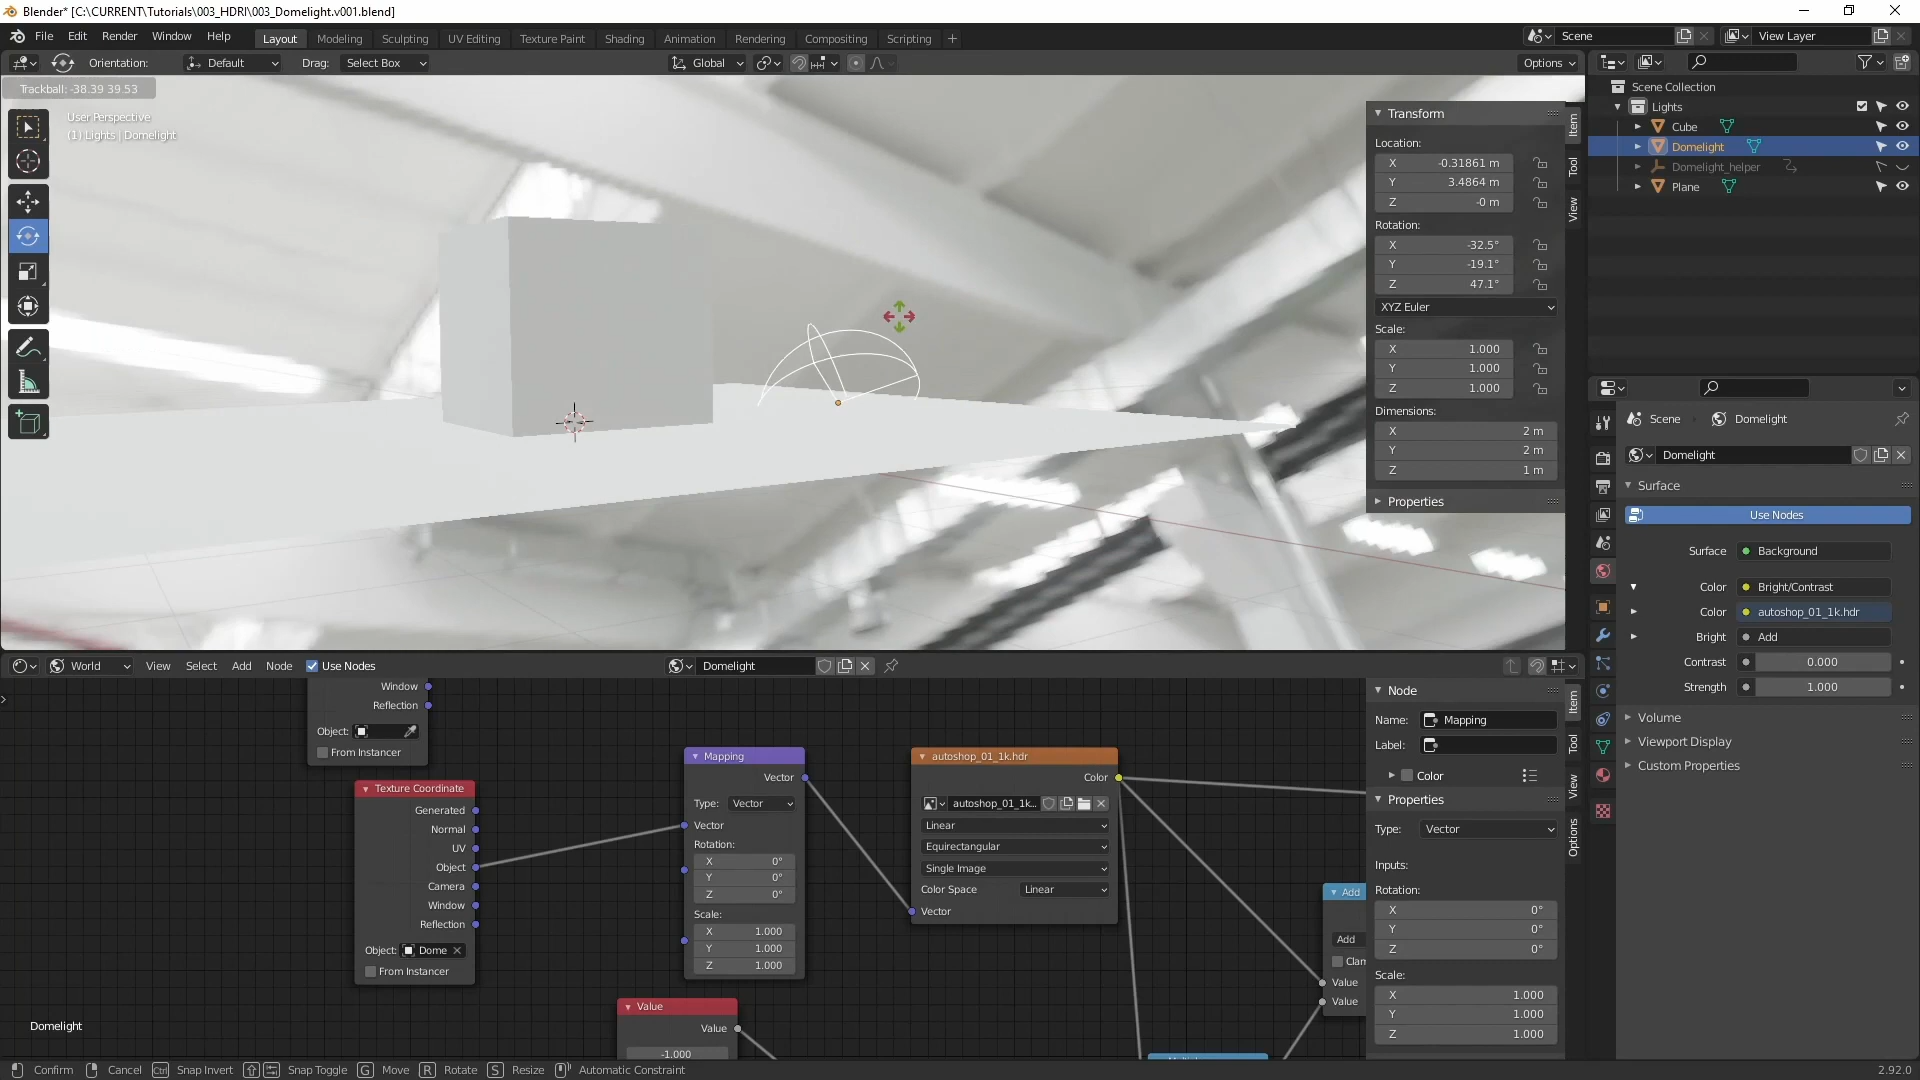 Blender* [C:\CURRENT\Tutorials\003_HDRI\003_Domelight.v001.blend]
File Edit Render Window Help Layout Modeling Sculpting UV Editing Texture Paint Shading Animation Rendering Compositing Scripting + Scene View Layer
Orientation: Default Drag: Select Box Global Options
Trackball: -38.39 39.53
User Perspective
(1) Lights | Domelight
Transform
Location:
X -0.31861 m
Y 3.4864 m
Z -0 m
Rotation:
X -32.5°
Y -19.1°
Z 47.1°
XYZ Euler
Scale:
X 1.000
Y 1.000
Z 1.000
Dimensions:
X 2 m
Y 2 m
Z 1 m
Properties
Item
Tool
View
Scene Collection
Lights
Cube
Domelight
Domelight_helper
Plane
Scene Domelight
Domelight
Surface
Use Nodes
Surface Background
Color Bright/Contrast
Color autoshop_01_1k.hdr
Bright Add
Contrast 0.000
Strength 1.000
Volume
Viewport Display
Custom Properties
World View Select Add Node Use Nodes Domelight
Window
Reflection
Object:
From Instancer
Texture Coordinate
Generated
Normal
UV
Object
Camera
Window
Reflection
Object: Dome
From Instancer
Mapping
Vector
Type: Vector
Vector
Rotation:
X 0°
Y 0°
Z 0°
Scale:
X 1.000
Y 1.000
Z 1.000
Value
Value
-1.000
autoshop_01_1k.hdr
Color
autoshop_01_1k...
Linear
Equirectangular
Single Image
Color Space Linear
Vector
Add
Add
Clam
Value
Value
Node
Name: Mapping
Label:
Color
Properties
Type: Vector
Inputs:
Rotation:
X 0°
Y 0°
Z 0°
Scale:
X 1.000
Y 1.000
Z 1.000
Item
Tool
View
Options
Domelight
Confirm Cancel Ctrl Snap Invert Snap Toggle G Move R Rotate S Resize Automatic Constraint 2.92.0